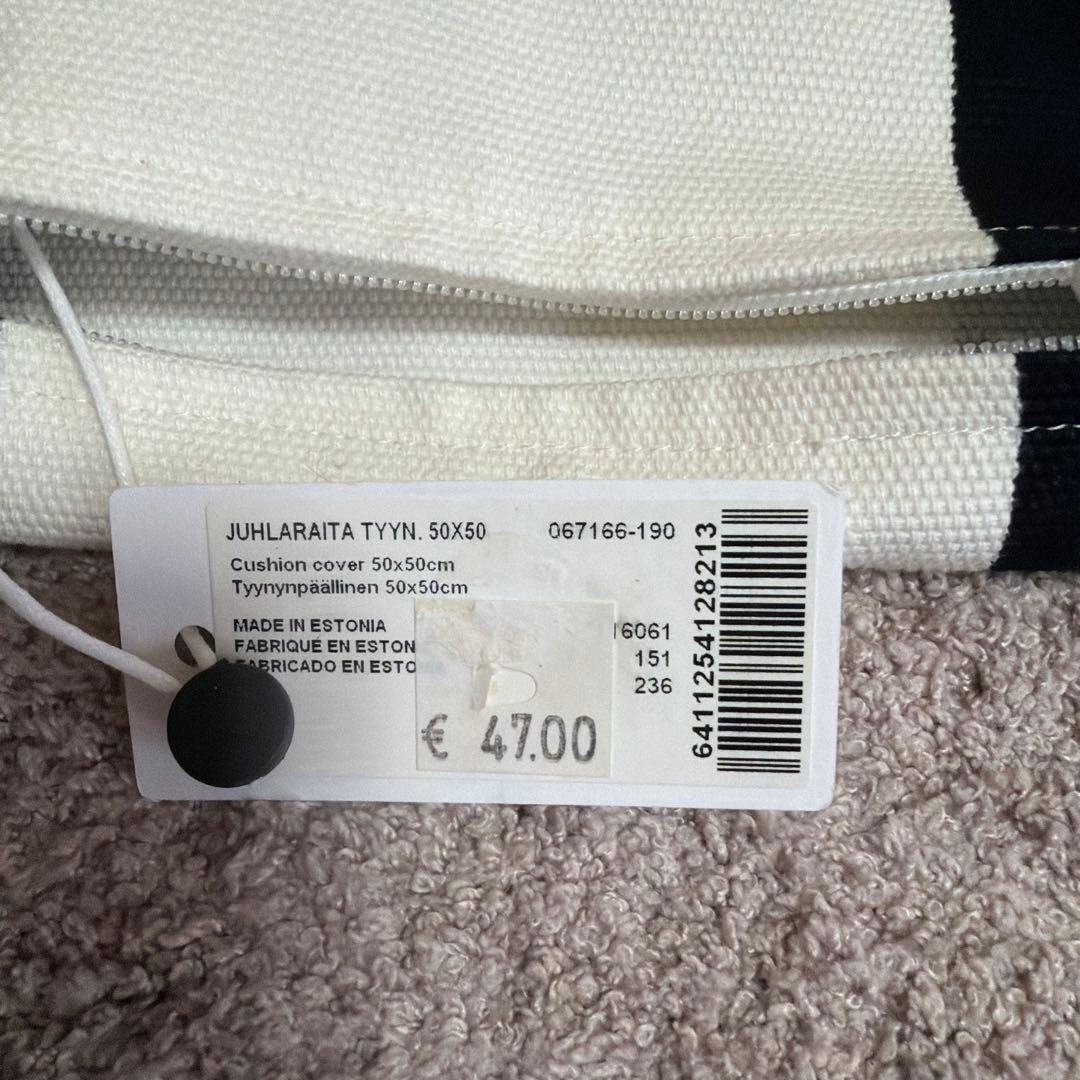 JUHLARAITA TYYN. 50X50 067166-190
Cushion cover 50x50cm
Tyynynpäällinen 50x50cm
MADE IN ESTONIA
FABRIQUÉ EN ESTON
FABRICADO EN ESTO
16061
151
236
€ 47.00
6411254128213